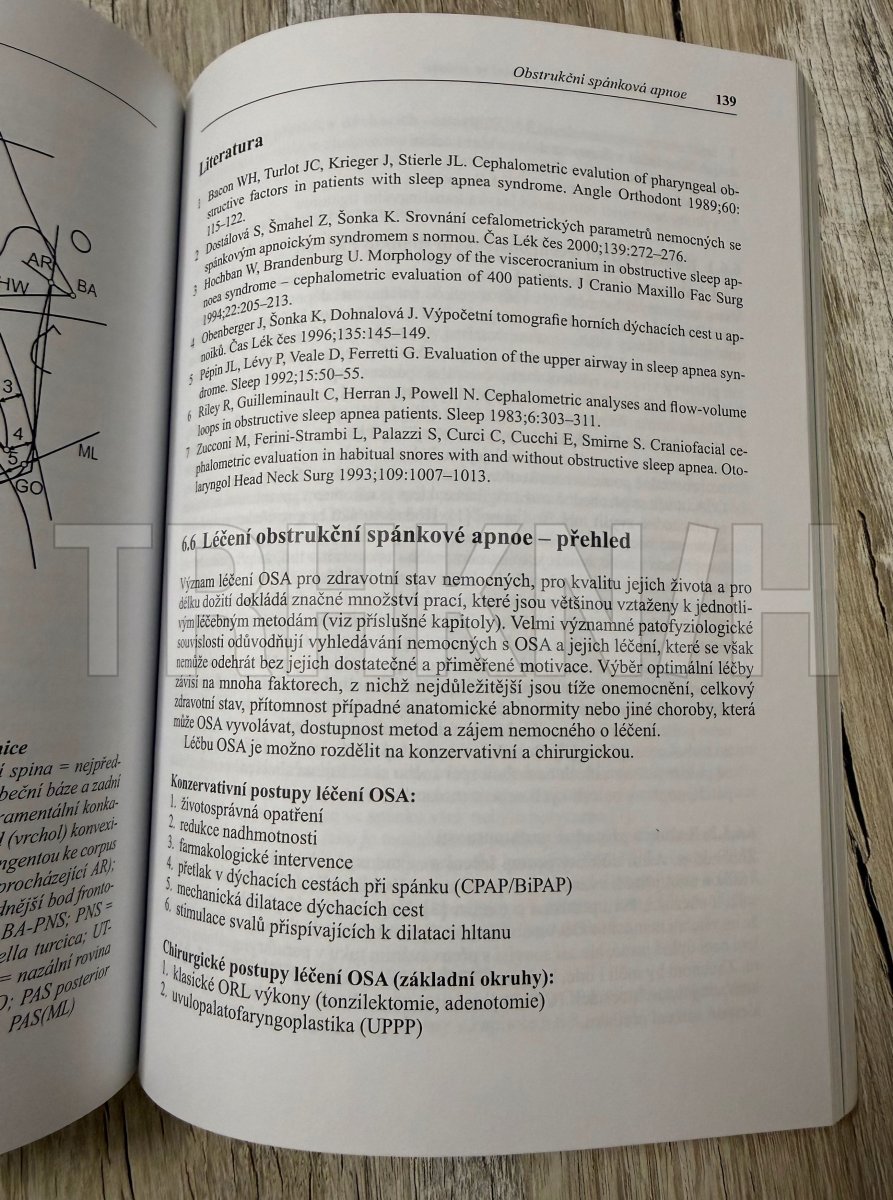 AR
HW
BA
3
4
5
ML
GO
spina = nejpřed-
beční báze a zadní
ramentální konka-
(vrchol) konvexi-
ngentou ke corpus
procházející AR);
dnější bod fronto-
BA-PNS; PNS =
ella turcica; UT-
= nazální rovina
PAS posterior
PAS(ML)
Obstrukční spánková apnoe 139
Literatura
1 Bacon WH, Turlot JC, Krieger J, Stierle JL. Cephalometric evalution of pharyngeal ob-
structive factors in patients with sleep apnea syndrome. Angle Orthodont 1989;60:
115–122.
2 Dostálová S, Šmahel Z, Šonka K. Srovnání cefalometrických parametrů nemocných se
spánkovým apnoickým syndromem s normou. Čas Lék čes 2000;139:272–276.
3 Hochban W, Brandenburg U. Morphology of the viscerocranium in obstructive sleep ap-
noea syndrome – cephalometric evaluation of 400 patients. J Cranio Maxillo Fac Surg
1994;22:205–213.
4 Obenberger J, Šonka K, Dohnalová J. Výpočetní tomografie horních dýchacích cest u ap-
noiků. Čas Lék čes 1996;135:145–149.
5 Pépin JL, Lévy P, Veale D, Ferretti G. Evaluation of the upper airway in sleep apnea syn-
drome. Sleep 1992;15:50–55.
6 Riley R, Guilleminault C, Herran J, Powell N. Cephalometric analyses and flow-volume
loops in obstructive sleep apnea patients. Sleep 1983;6:303–311.
7 Zucconi M, Ferini-Strambi L, Palazzi S, Curci C, Cucchi E, Smirne S. Craniofacial ce-
phalometric evaluation in habitual snores with and without obstructive sleep apnea. Oto-
laryngol Head Neck Surg 1993;109:1007–1013.
6.6 Léčení obstrukční spánkové apnoe – přehled
Význam léčení OSA pro zdravotní stav nemocných, pro kvalitu jejich života a pro
délku dožití dokládá značné množství prací, které jsou většinou vztaženy k jednotli-
vým léčebným metodám (viz příslušné kapitoly). Velmi významné patofyziologické
souvislosti odůvodňují vyhledávání nemocných s OSA a jejich léčení, které se však
nemůže odehrát bez jejich dostatečné a přiměřené motivace. Výběr optimální léčby
závisí na mnoha faktorech, z nichž nejdůležitější jsou tíže onemocnění, celkový
zdravotní stav, přítomnost případné anatomické abnormity nebo jiné choroby, která
může OSA vyvolávat, dostupnost metod a zájem nemocného o léčení.
Léčbu OSA je možno rozdělit na konzervativní a chirurgickou.
Konzervativní postupy léčení OSA:
1. životosprávná opatření
2. redukce nadhmotnosti
3. farmakologické intervence
4. přetlak v dýchacích cestách při spánku (CPAP/BiPAP)
5. mechanická dilatace dýchacích cest
6. stimulace svalů přispívajících k dilataci hltanu
Chirurgické postupy léčení OSA (základní okruhy):
1. klasické ORL výkony (tonzilektomie, adenotomie)
2. uvulopalatofaryngoplastika (UPPP)
TRHKNIH